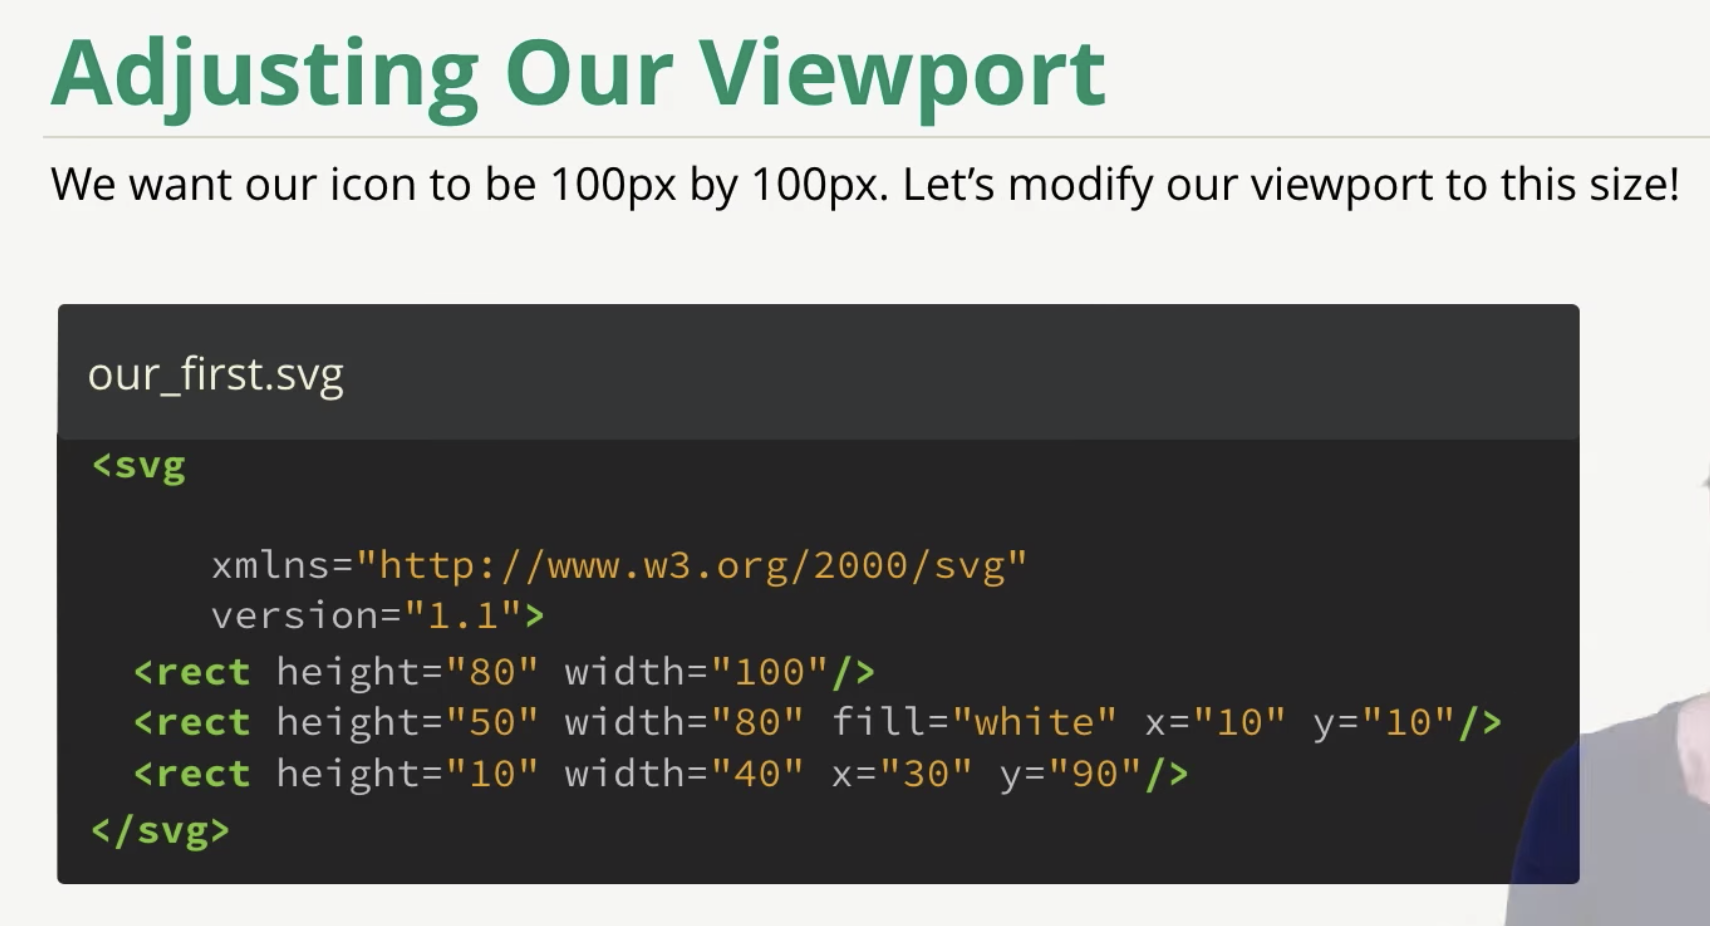 Adjusting Our Viewport
We want our icon to be 100px by 100px. Let’s modify our viewport to this size!
our_first.svg
<svg
xmlns="http://www.w3.org/2000/svg"
version="1.1">
<rect height="80" width="100"/>
<rect height="50" width="80" fill="white" x="10" y="10"/>
<rect height="10" width="40" x="30" y="90"/>
</svg>